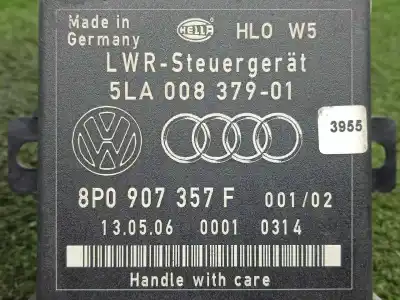 Made in
Germany
HELLA
HLO W5
LWR-Steuergerät
5LA 008 379-01
3955
8P0 907 357 F 001/02
13.05.06 0001 0314
Handle with care